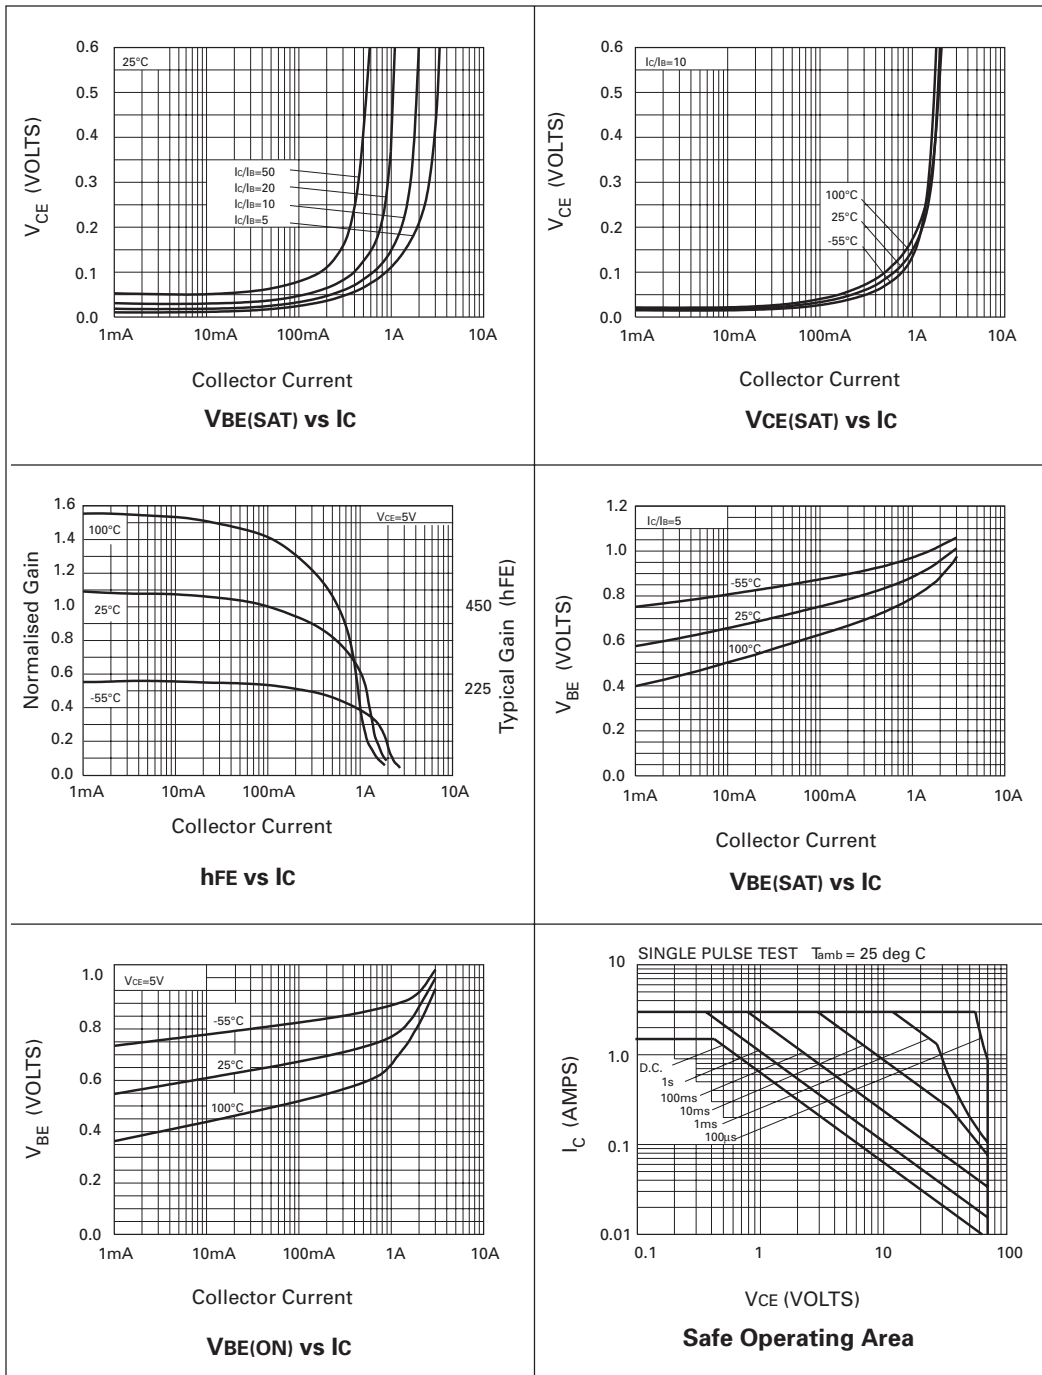 0.6
25°C
0.5
0.4
0.3
0.2
0.1
0.0
VCE (VOLTS)
IC/IB=50
IC/IB=20
IC/IB=10
IC/IB=5
1mA 10mA 100mA 1A 10A
Collector Current
VBE(SAT) vs IC
0.6
IC/IB=10
0.5
0.4
0.3
0.2
0.1
0.0
VCE (VOLTS)
100°C
25°C
-55°C
1mA 10mA 100mA 1A 10A
Collector Current
VCE(SAT) vs IC
1.6
1.4
1.2
1.0
0.8
0.6
0.4
0.2
0.0
Normalised Gain
VCE=5V
100°C
25°C
-55°C
450
225
Typical Gain (hFE)
1mA 10mA 100mA 1A 10A
Collector Current
hFE vs IC
1.2
1.0
0.8
0.6
0.4
0.2
0.0
VBE (VOLTS)
IC/IB=5
-55°C
25°C
100°C
1mA 10mA 100mA 1A 10A
Collector Current
VBE(SAT) vs IC
1.0
0.8
0.6
0.4
0.2
0.0
VBE (VOLTS)
VCE=5V
-55°C
25°C
100°C
1mA 10mA 100mA 1A 10A
Collector Current
VBE(ON) vs IC
SINGLE PULSE TEST Tamb = 25 deg C
10
1.0
0.1
0.01
IC (AMPS)
D.C.
1s
100ms
10ms
1ms
100µs
0.1 1 10 100
VCE (VOLTS)
Safe Operating Area